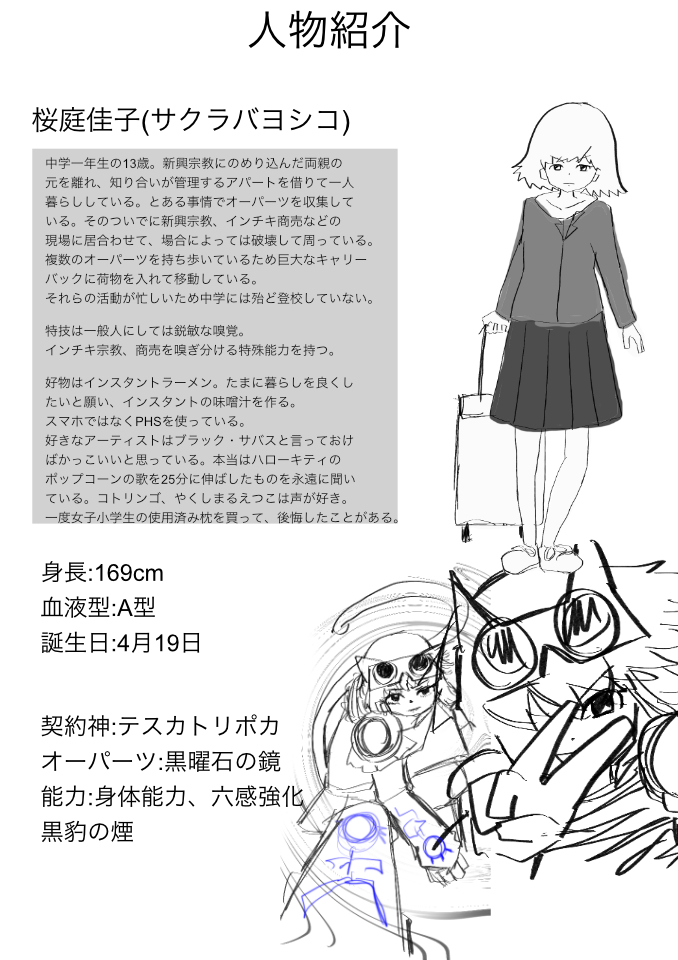 人物紹介
桜庭佳子(サクラバヨシコ)
中学一年生の13歳。新興宗教にのめり込んだ両親の
元を離れ、知り合いが管理するアパートを借りて一人
暮らししている。とある事情でオーパーツを収集して
いる。そのついでに新興宗教、インチキ商売などの
現場に居合わせて、場合によっては破壊して周っている。
複数のオーパーツを持ち歩いているため巨大なキャリー
バックに荷物を入れて移動している。
それらの活動が忙しいため中学には殆ど登校していない。
特技は一般人にしては鋭敏な嗅覚。
インチキ宗教、商売を嗅ぎ分ける特殊能力を持つ。
好物はインスタントラーメン。たまに暮らしを良くし
たいと願い、インスタントの味噌汁を作る。
スマホではなくPHSを使っている。
好きなアーティストはブラック・サバスと言っておけ
ばかっこいいと思っている。本当はハローキティの
ポップコーンの歌を25分に伸ばしたものを永遠に聞い
ている。コトリンゴ、やくしまるえつこは声が好き。
一度女子小学生の使用済み枕を買って、後悔したことがある。
身長:169cm
血液型:A型
誕生日:4月19日
契約神:テスカトリポカ
オーパーツ:黒曜石の鏡
能力:身体能力、六感強化
黒豹の煙